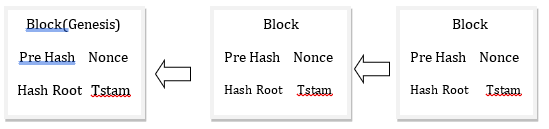 Block(Genesis)
Pre Hash Nonce
Hash Root Tstam
Block
Pre Hash Nonce
Hash Root Tstam
Block
Pre Hash Nonce
Hash Root Tstam